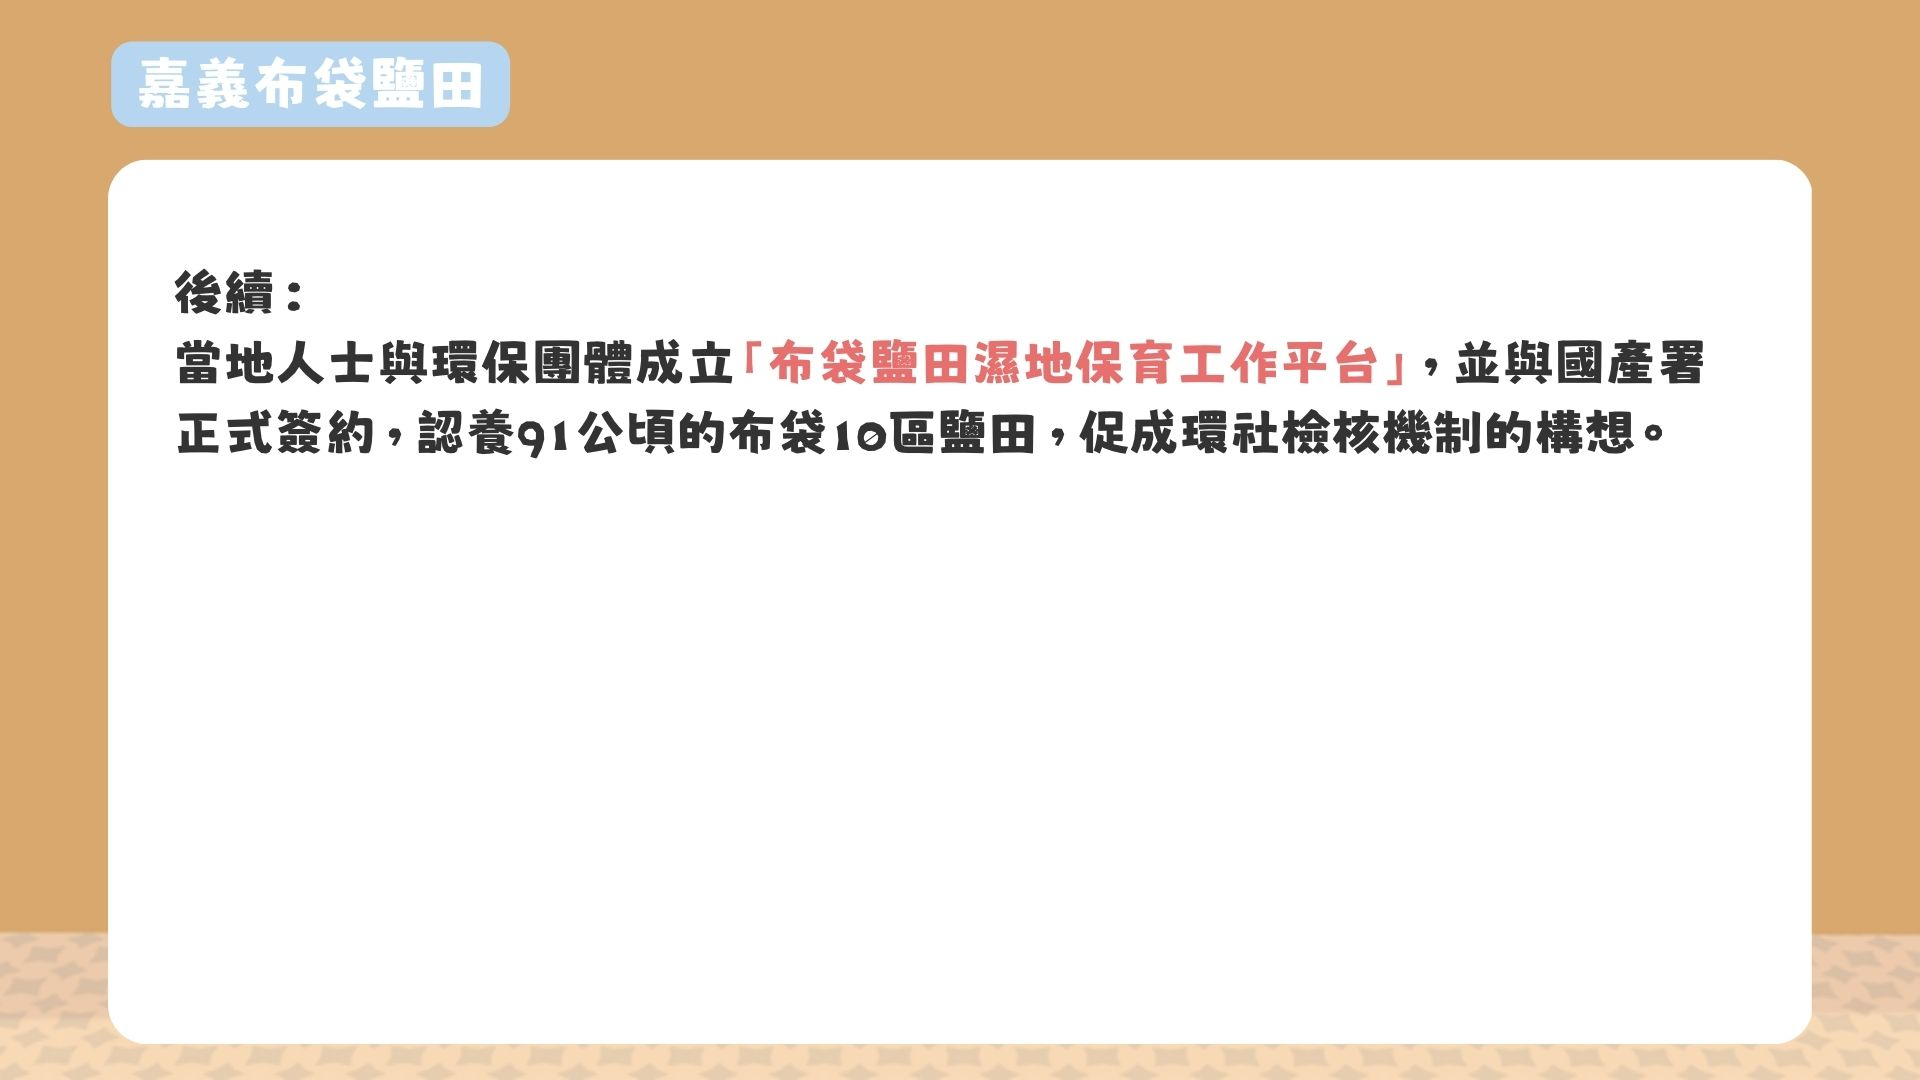 嘉義布袋鹽田
後續：
當地人士與環保團體成立「布袋鹽田濕地保育工作平台」，並與國產署
正式簽約，認養91公頃的布袋10區鹽田，促成環社檢核機制的構想。